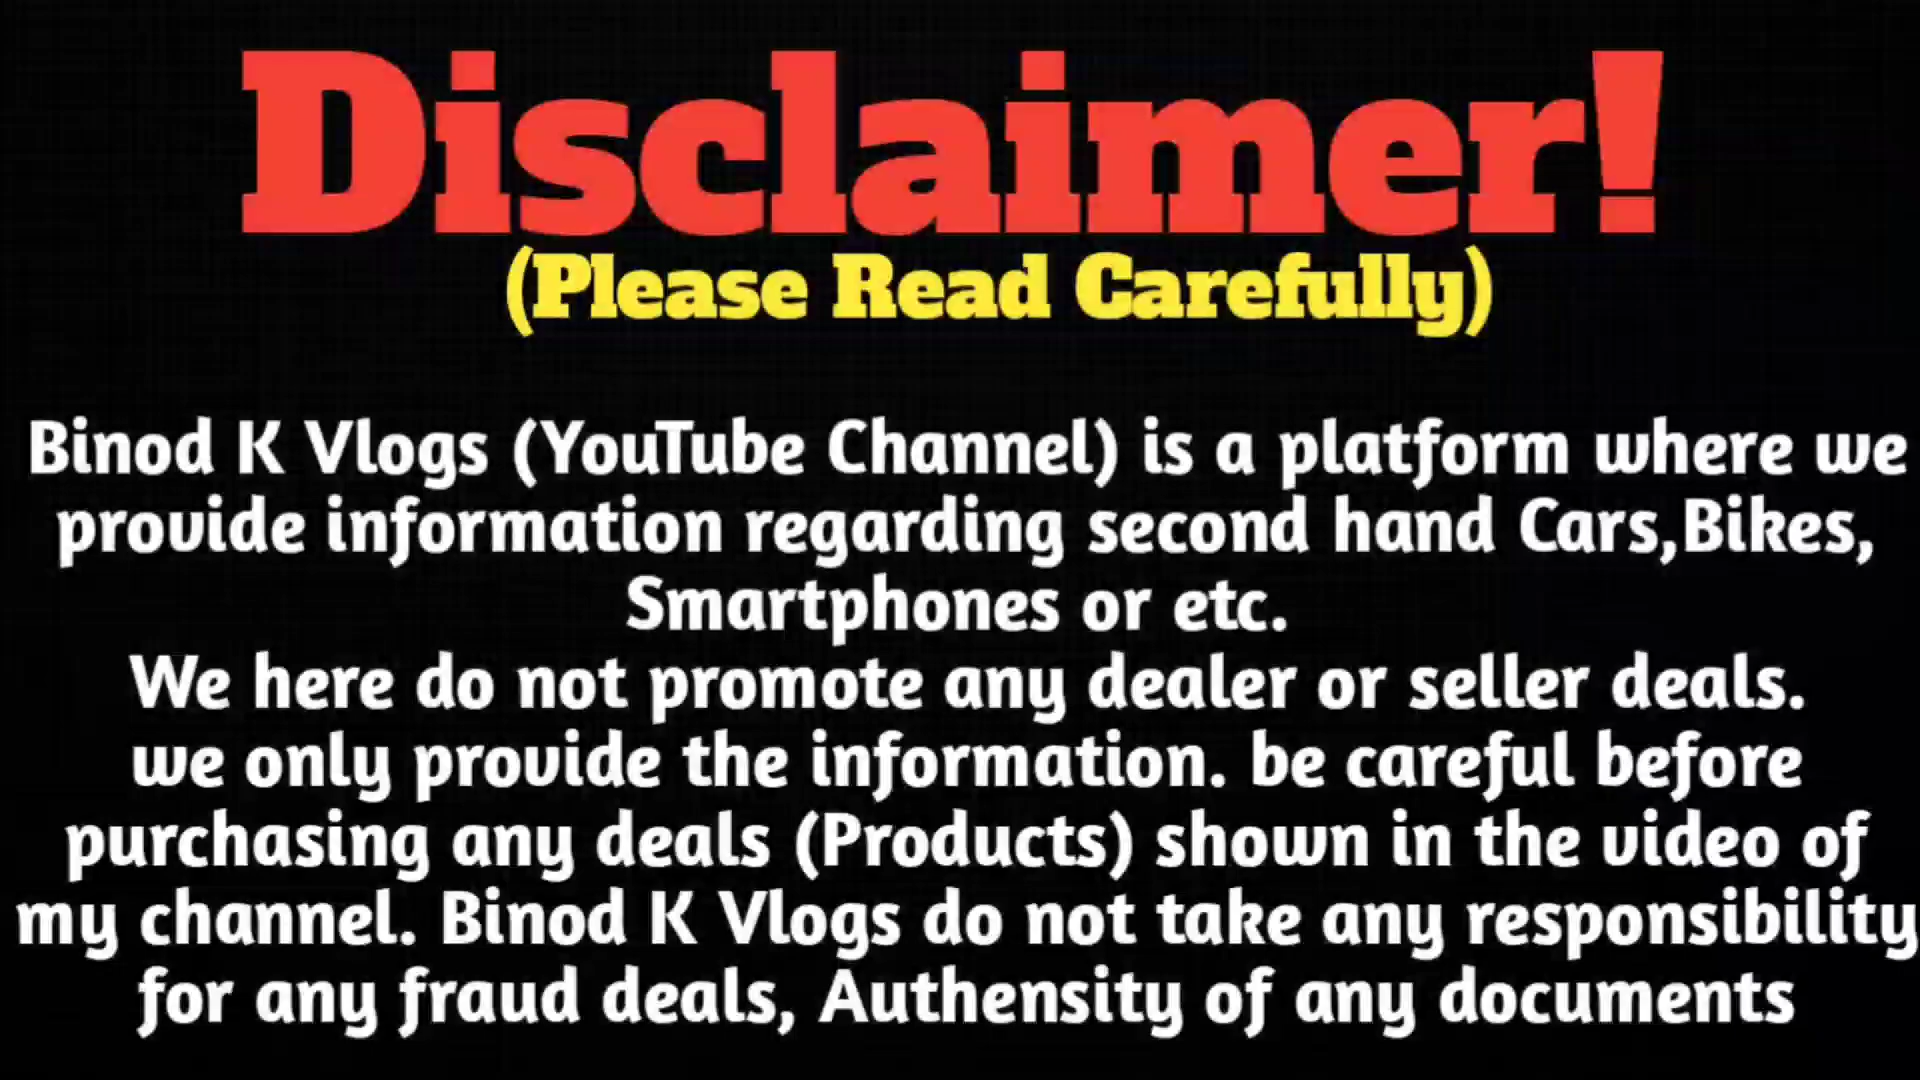 Disclaimer!
(Please Read Carefully)
Binod K Vlogs (YouTube Channel) is a platform where we
provide information regarding second hand Cars,Bikes,
Smartphones or etc.
We here do not promote any dealer or seller deals.
we only provide the information. be careful before
purchasing any deals (Products) shown in the video of
my channel. Binod K Vlogs do not take any responsibility
for any fraud deals, Authensity of any documents